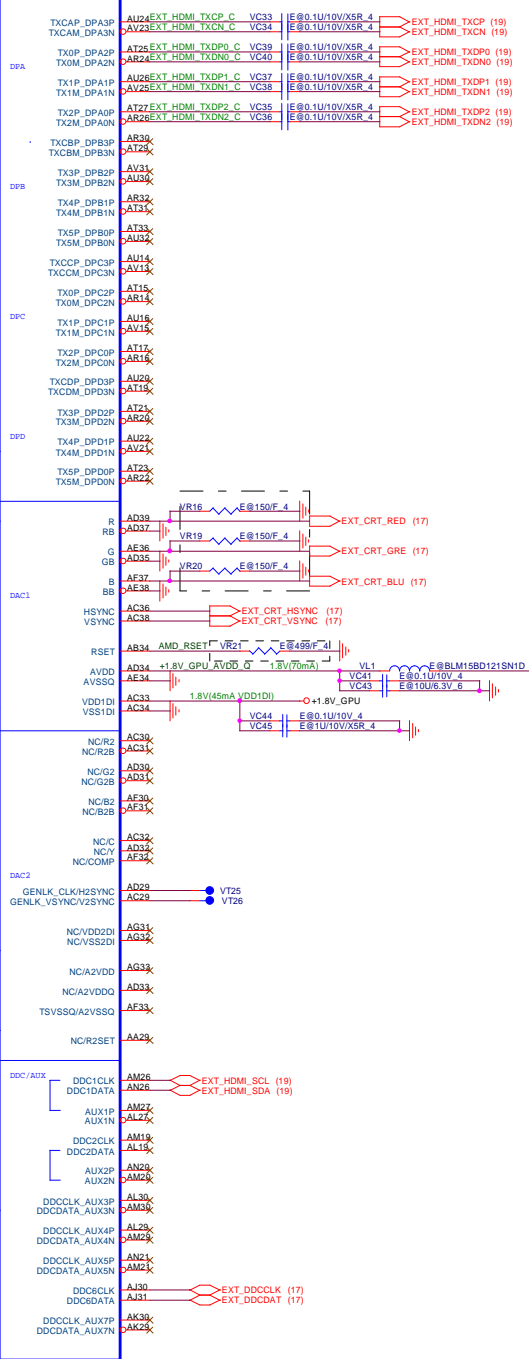 TXCAP_DPA3P AU24 EXT_HDMI_TXCP_C VC33 E@0.1U/10V/X5R_4 EXT_HDMI_TXCP (19)
TXCAM_DPA3N AV23 EXT_HDMI_TXCN_C VC34 E@0.1U/10V/X5R_4 EXT_HDMI_TXCN (19)
TX0P_DPA2P AT25 EXT_HDMI_TXDP0_C VC39 E@0.1U/10V/X5R_4 EXT_HDMI_TXDP0 (19)
DPA
TX0M_DPA2N AR24 EXT_HDMI_TXDN0_C VC40 E@0.1U/10V/X5R_4 EXT_HDMI_TXDN0 (19)
TX1P_DPA1P AU26 EXT_HDMI_TXDP1_C VC37 E@0.1U/10V/X5R_4 EXT_HDMI_TXDP1 (19)
TX1M_DPA1N AV25 EXT_HDMI_TXDN1_C VC38 E@0.1U/10V/X5R_4 EXT_HDMI_TXDN1 (19)
TX2P_DPA0P AT27 EXT_HDMI_TXDP2_C VC35 E@0.1U/10V/X5R_4 EXT_HDMI_TXDP2 (19)
TX2M_DPA0N AR26 EXT_HDMI_TXDN2_C VC36 E@0.1U/10V/X5R_4 EXT_HDMI_TXDN2 (19)
TXCBP_DPB3P AR30
TXCBM_DPB3N AT29
TX3P_DPB2P AV31
TX3M_DPB2N AU30
DPB
TX4P_DPB1P AR32
TX4M_DPB1N AT31
TX5P_DPB0P AT33
TX5M_DPB0N AU32
TXCCP_DPC3P AU14
TXCCM_DPC3N AV13
TX0P_DPC2P AT15
TX0M_DPC2N AR14
DPC
TX1P_DPC1P AU16
TX1M_DPC1N AV15
TX2P_DPC0P AT17
TX2M_DPC0N AR16
TXCDP_DPD3P AU20
TXCDM_DPD3N AT19
TX3P_DPD2P AT21
TX3M_DPD2N AR20
DPD
TX4P_DPD1P AU22
TX4M_DPD1N AV21
TX5P_DPD0P AT23
TX5M_DPD0N AR22
VR16 E@150/F_4
R AD39 EXT_CRT_RED (17)
RB AD37
VR19 E@150/F_4
G AE36 EXT_CRT_GRE (17)
GB AD35
VR20 E@150/F_4
B AF37 EXT_CRT_BLU (17)
BB AE38
DAC1
HSYNC AC36 EXT_CRT_HSYNC (17)
VSYNC AC38 EXT_CRT_VSYNC (17)
RSET AB34 AMD_RSET VR21 E@499/F_4
AVDD AD34 +1.8V_GPU_AVDD_Q 1.8V(70mA) VL1 E@BLM15BD121SN1D
AVSSQ AE34 VC41 E@0.1U/10V_4
VC43 E@10U/6.3V_6
VDD1DI AC33 1.8V(45mA VDD1DI) +1.8V_GPU
VSS1DI AC34
VC44 E@0.1U/10V_4
VC45 E@1U/10V/X5R_4
NC/R2 AC30
NC/R2B AC31
NC/G2 AD30
NC/G2B AD31
NC/B2 AF30
NC/B2B AF31
NC/C AC32
NC/Y AD32
NC/COMP AF32
DAC2
GENLK_CLK/H2SYNC AD29 VT25
GENLK_VSYNC/V2SYNC AC29 VT26
NC/VDD2DI AG31
NC/VSS2DI AG32
NC/A2VDD AG33
NC/A2VDDQ AD33
TSVSSQ/A2VSSQ AF33
NC/R2SET AA29
DDC/AUX
DDC1CLK AM26 EXT_HDMI_SCL (19)
DDC1DATA AN26 EXT_HDMI_SDA (19)
AUX1P AM27
AUX1N AL27
DDC2CLK AM19
DDC2DATA AL19
AUX2P AN20
AUX2N AM20
DDCCLK_AUX3P AL30
DDCDATA_AUX3N AM30
DDCCLK_AUX4P AL29
DDCDATA_AUX4N AM29
DDCCLK_AUX5P AN21
DDCDATA_AUX5N AM21
DDC6CLK AJ30 EXT_DDCCLK (17)
DDC6DATA AJ31 EXT_DDCDAT (17)
DDCCLK_AUX7P AK30
DDCDATA_AUX7N AK29